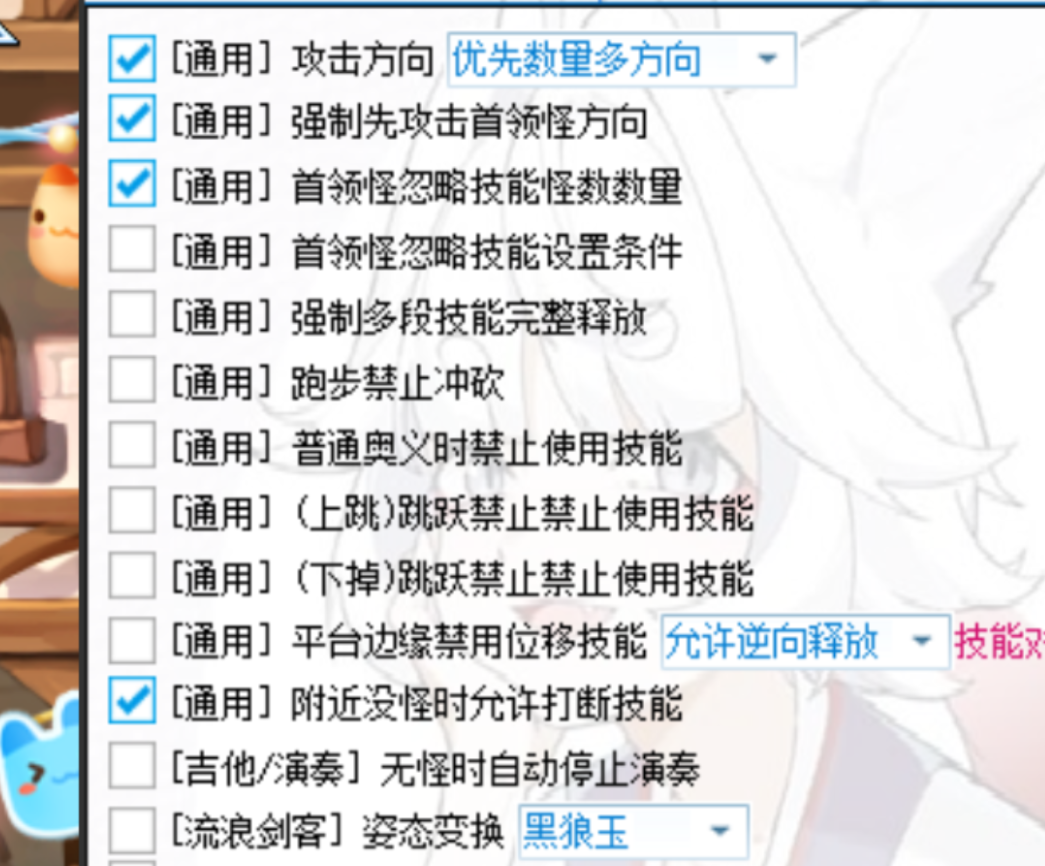 [通用] 攻击方向 优先数量多方向
[通用] 强制先攻击首领怪方向
[通用] 首领怪忽略技能怪数数量
[通用] 首领怪忽略技能设置条件
[通用] 强制多段技能完整释放
[通用] 跑步禁止冲砍
[通用] 普通奥义时禁止使用技能
[通用] (上跳)跳跃禁止禁止使用技能
[通用] (下掉)跳跃禁止禁止使用技能
[通用] 平台边缘禁用位移技能 允许逆向释放 技能
[通用] 附近没怪时允许打断技能
[吉他/演奏] 无怪时自动停止演奏
[流浪剑客] 姿态变换 黑狼玉